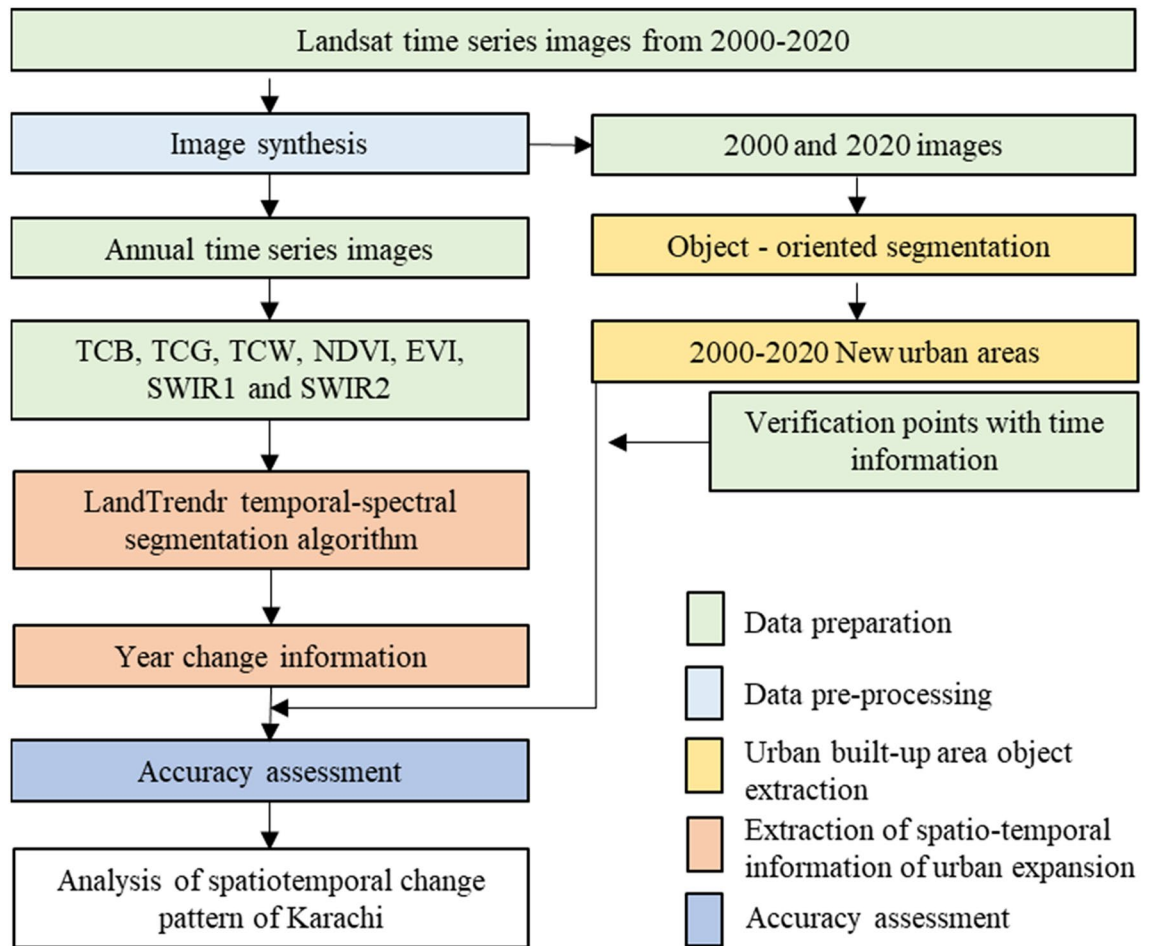 Landsat time series images from 2000-2020
Image synthesis
2000 and 2020 images
Annual time series images
Object - oriented segmentation
TCB, TCG, TCW, NDVI, EVI,
SWIR1 and SWIR2
2000-2020 New urban areas
Verification points with time
information
LandTrendr temporal-spectral
segmentation algorithm
Year change information
Accuracy assessment
Analysis of spatiotemporal change
pattern of Karachi
Data preparation
Data pre-processing
Urban built-up area object
extraction
Extraction of spatio-temporal
information of urban expansion
Accuracy assessment